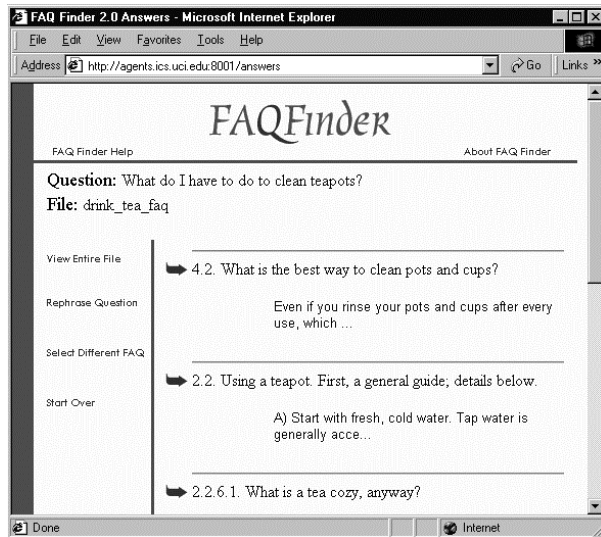 FAQ Finder 2.0 Answers - Microsoft Internet Explorer
File Edit View Favorites Tools Help
Address http://agents.ics.uci.edu:8001/answers Go Links »
FAQFinder
FAQ Finder Help About FAQ Finder
Question: What do I have to do to clean teapots?
File: drink_tea_faq
View Entire File
Rephrase Question
Select Different FAQ
Start Over
4.2. What is the best way to clean pots and cups?
Even if you rinse your pots and cups after every
use, which ...
2.2. Using a teapot. First, a general guide; details below.
A) Start with fresh, cold water. Tap water is
generally acce...
2.2.6.1. What is a tea cozy, anyway?
Done Internet